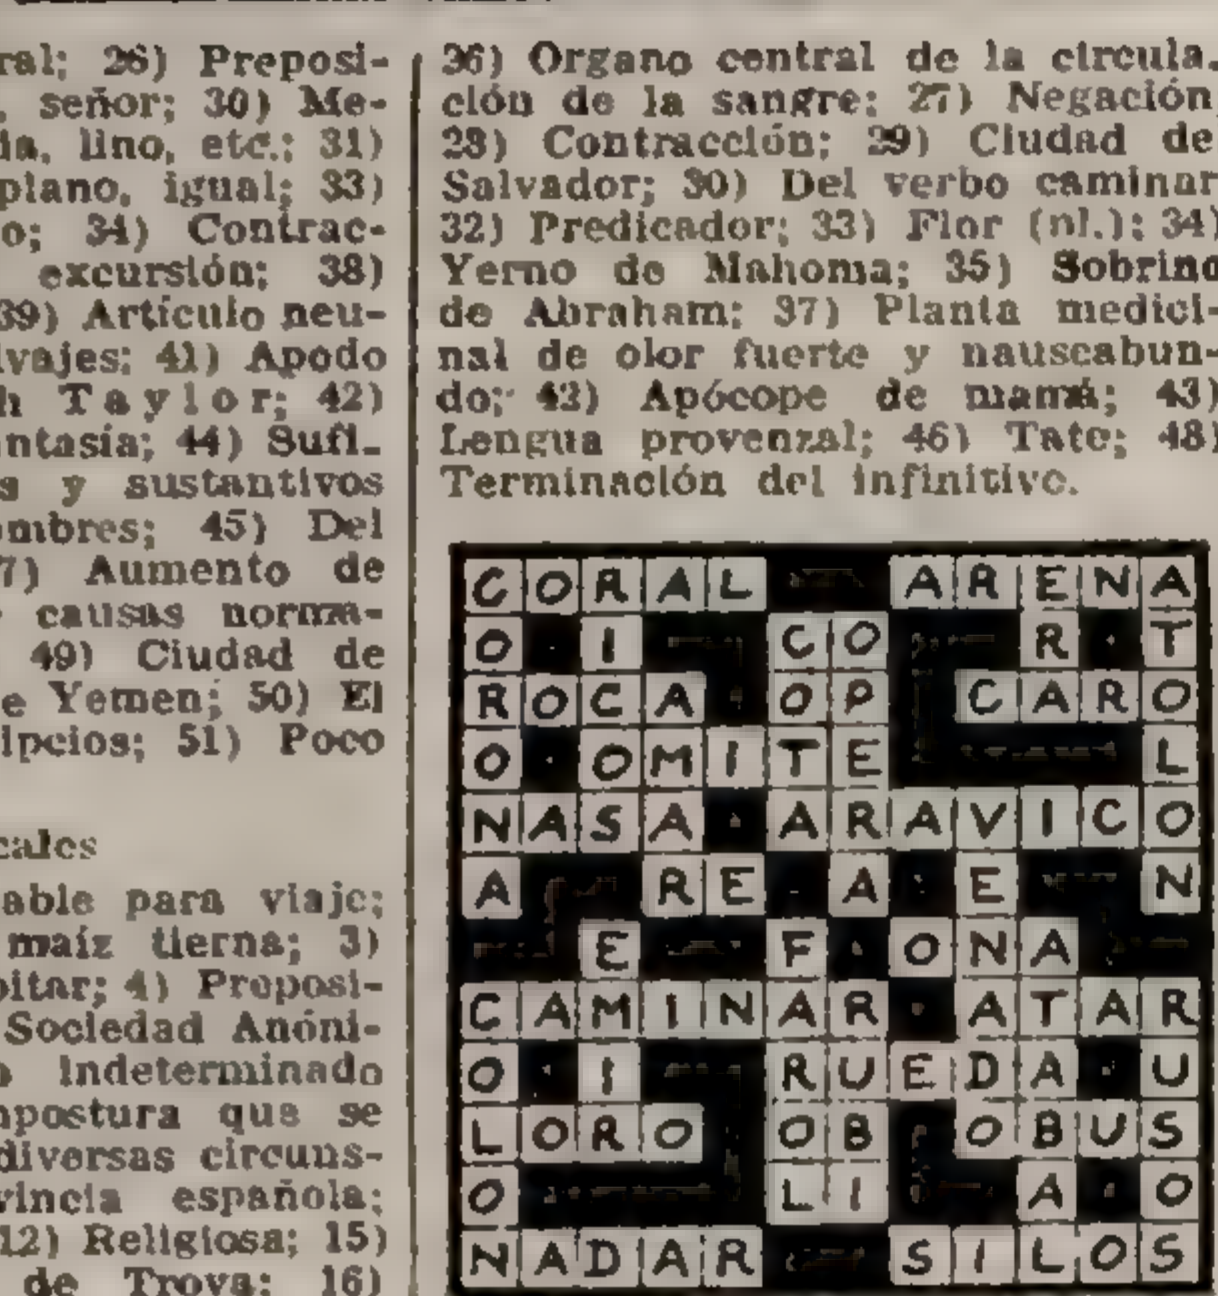 ral; 26) Preposi-
, señor; 30) Me-
lino, etc.; 31)
plano, igual; 33)
o; 34) Contrac-
excursión; 38)
39) Artículo neu-
lvajes; 41) Apodo
h Taylor; 42)
antasía; 44) Sufi-
s y sustantivos
ombres; 45) Del
7) Aumento de
causas norma-
49) Ciudad de
e Yemen; 50) El
ipcios; 51) Poco
cales
able para viaje;
maíz tierna; 3)
pitar; 4) Preposi-
Sociedad Anóni-
o indeterminado
mpostura que se
diversas circuns-
vincia española;
12) Religiosa; 15)
de Troya; 16)
36) Organo central de la circula.
ción de la sangre; 27) Negación
28) Contracción; 29) Ciudad de
Salvador; 30) Del verbo caminar
32) Predicador; 33) Flor (pl.); 34)
Yerno de Mahoma; 35) Sobrino
de Abraham; 37) Planta medici-
nal de olor fuerte y nauseabun-
do; 42) Apócope de mamá; 43)
Lengua provenzal; 46) Tate; 48)
Terminación del infinitivo.
CORAL ARENA
O I CO R T
ROCA OP CARO
O OMITE L
NASA ARAVICO
A RE A E N
E F ONA
CAMINAR ATAR
O I RUEDA U
LORO OB OBUS
O LI A O
NADAR SILOS